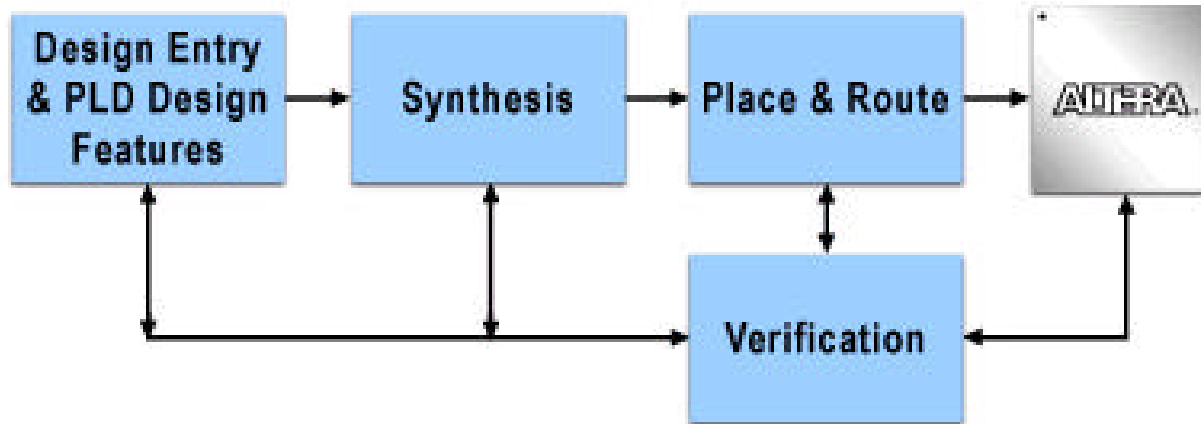 Design Entry
& PLD Design
Features
Synthesis
Place & Route
ALTERA
Verification